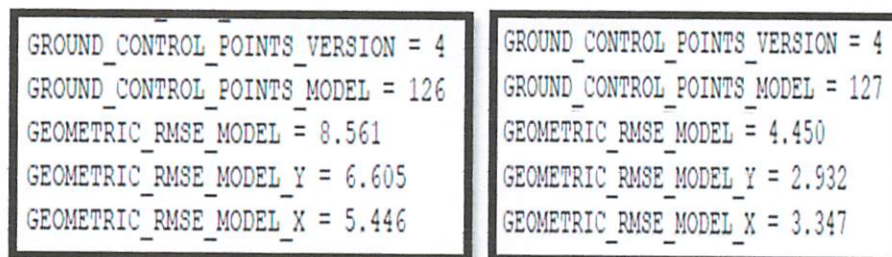 GROUND_CONTROL_POINTS_VERSION = 4
GROUND_CONTROL_POINTS_MODEL = 126
GEOMETRIC_RMSE_MODEL = 8.561
GEOMETRIC_RMSE_MODEL_Y = 6.605
GEOMETRIC_RMSE_MODEL_X = 5.446
GROUND_CONTROL_POINTS_VERSION = 4
GROUND_CONTROL_POINTS_MODEL = 127
GEOMETRIC_RMSE_MODEL = 4.450
GEOMETRIC_RMSE_MODEL_Y = 2.932
GEOMETRIC_RMSE_MODEL_X = 3.347